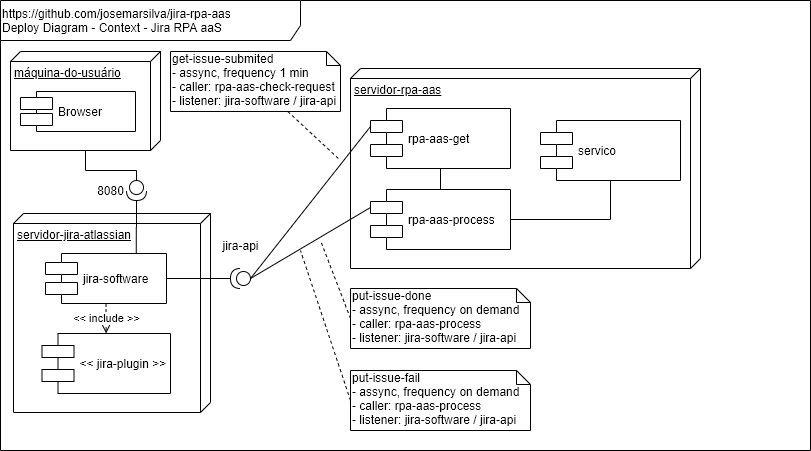 https://github.com/josemarsilva/jira-rpa-aas
Deploy Diagram - Context - Jira RPA aaS
máquina-do-usuário
Browser
get-issue-submited
- assync, frequency 1 min
- caller: rpa-aas-check-request
- listener: jira-software / jira-api
servidor-rpa-aas
rpa-aas-get
servico
rpa-aas-process
8080
servidor-jira-atlassian
jira-software
<< include >>
<< jira-plugin >>
jira-api
put-issue-done
- assync, frequency on demand
- caller: rpa-aas-process
- listener: jira-software / jira-api
put-issue-fail
- assync, frequency on demand
- caller: rpa-aas-process
- listener: jira-software / jira-api